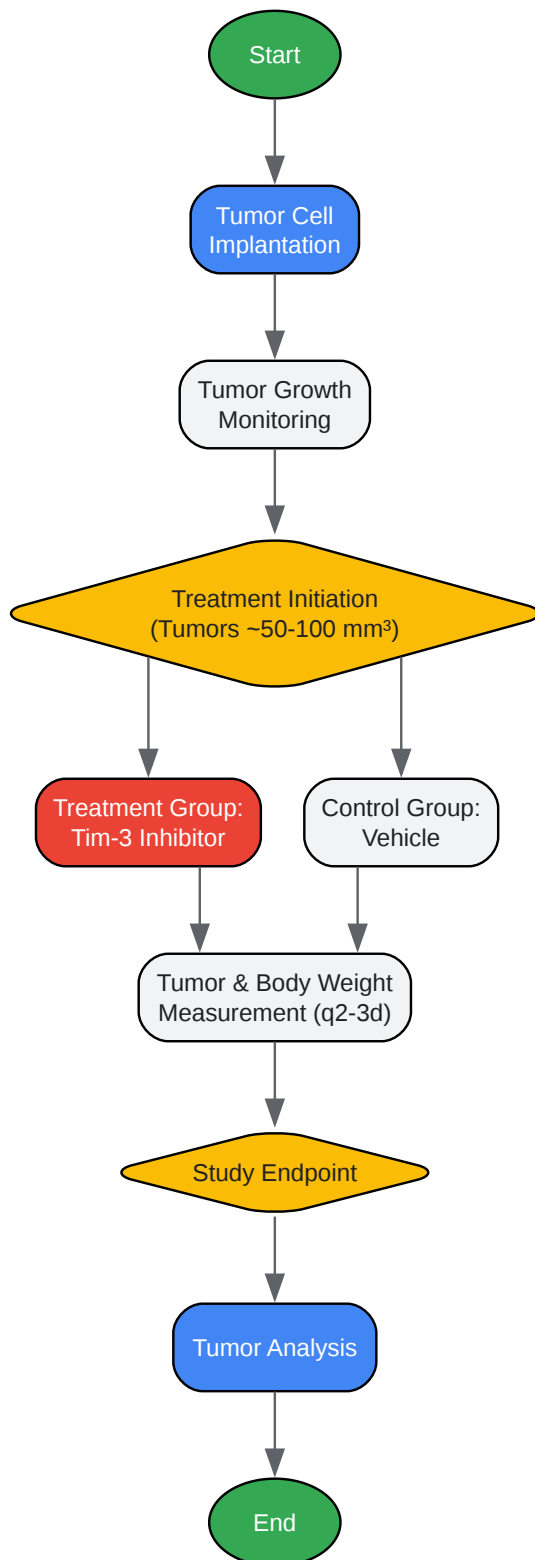 Start
Tumor Cell
Implantation
Tumor Growth
Monitoring
Treatment Initiation
(Tumors ~50-100 mm³)
Treatment Group:
Tim-3 Inhibitor
Control Group:
Vehicle
Tumor & Body Weight
Measurement (q2-3d)
Study Endpoint
Tumor Analysis
End